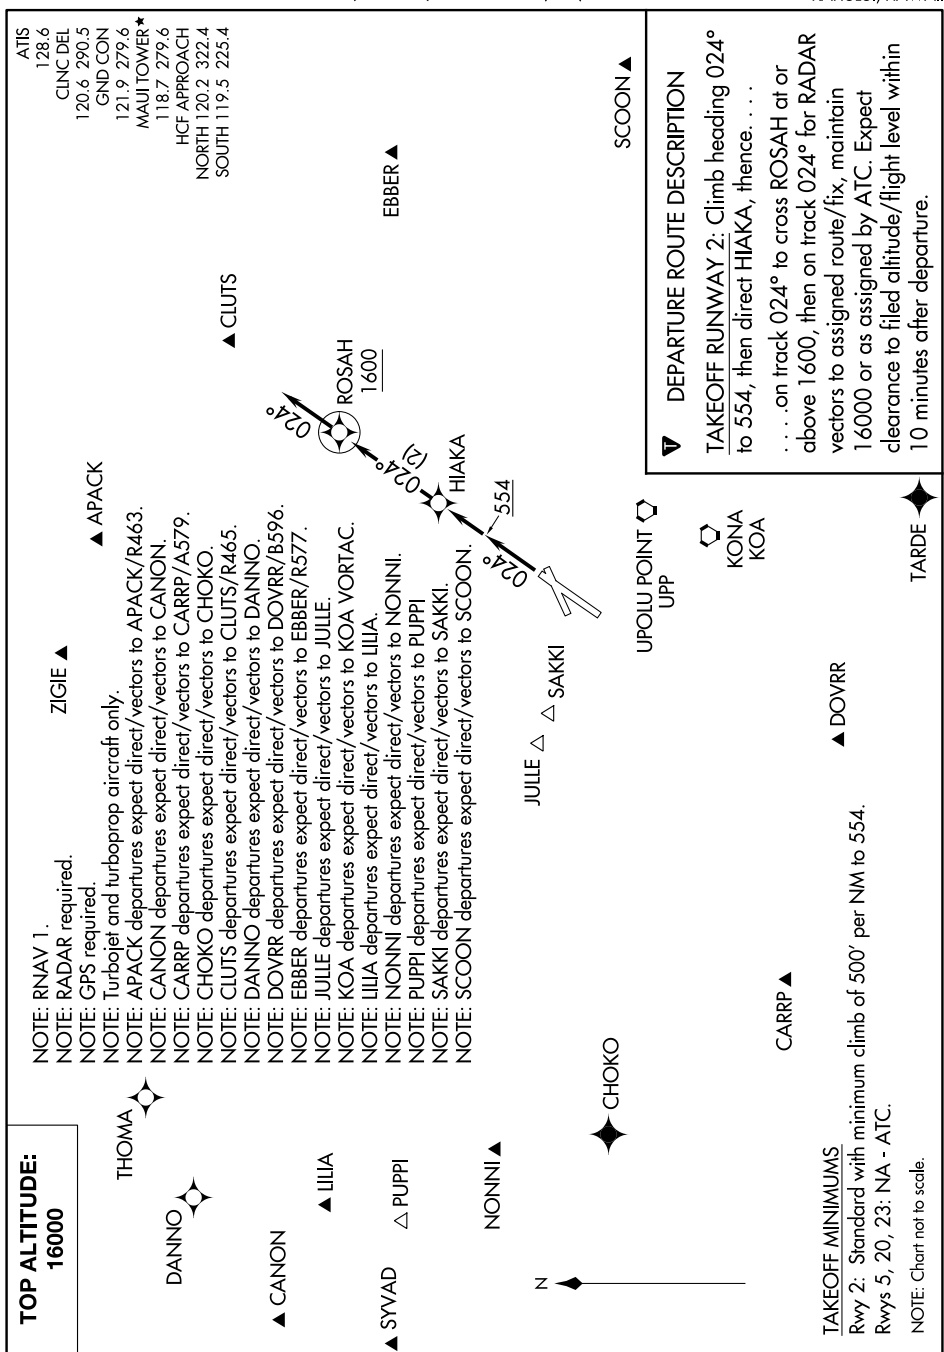 TOP ALTITUDE:
16000
ATIS
128.6
CLNC DEL
120.6 290.5
GND CON
121.9 279.6
MAUI TOWER★
118.7 279.6
HCF APPROACH
NORTH 120.2 322.4
SOUTH 119.5 225.4
NOTE: RNAV 1.
NOTE: RADAR required.
NOTE: GPS required.
NOTE: Turbojet and turboprop aircraft only.
NOTE: APACK departures expect direct/vectors to APACK/R463.
NOTE: CANON departures expect direct/vectors to CANON.
NOTE: CARRP departures expect direct/vectors to CARRP/A579.
NOTE: CHOKO departures expect direct/vectors to CHOKO.
NOTE: CLUTS departures expect direct/vectors to CLUTS/R465.
NOTE: DANNO departures expect direct/vectors to DANNO.
NOTE: DOVRR departures expect direct/vectors to DOVRR/B596.
NOTE: EBBER departures expect direct/vectors to EBBER/R577.
NOTE: JULLE departures expect direct/vectors to JULLE.
NOTE: KOA departures expect direct/vectors to KOA VORTAC.
NOTE: LILIA departures expect direct/vectors to LILIA.
NOTE: NONNI departures expect direct/vectors to NONNI.
NOTE: PUPPI departures expect direct/vectors to PUPPI
NOTE: SAKKI departures expect direct/vectors to SAKKI.
NOTE: SCOON departures expect direct/vectors to SCOON.
ZIGIE
APACK
THOMA
DANNO
CLUTS
CANON
LILIA
ROSAH
1600
024°
024°
(2)
EBBER
SYVAD
PUPPI
HIAKA
554
024°
NONNI
JULLE
SAKKI
N
CHOKO
SCOON
UPOLU POINT
UPP
KONA
KOA
CARRP
DOVRR
TARDE
DEPARTURE ROUTE DESCRIPTION
T
TAKEOFF RUNWAY 2: Climb heading 024°
to 554, then direct HIAKA, thence. . . .
. . . .on track 024° to cross ROSAH at or
above 1600, then on track 024° for RADAR
vectors to assigned route/fix, maintain
16000 or as assigned by ATC. Expect
clearance to filed altitude/flight level within
10 minutes after departure.
TAKEOFF MINIMUMS
Rwy 2: Standard with minimum climb of 500' per NM to 554.
Rwys 5, 20, 23: NA - ATC.
NOTE: Chart not to scale.